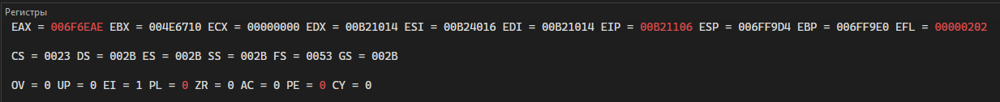 Регистры
EAX = 006F6EAE EBX = 004E6710 ECX = 00000000 EDX = 00B21014 ESI = 00B24016 EDI = 00B21014 EIP = 00B21106 ESP = 006FF9D4 EBP = 006FF9E0 EFL = 00000202
CS = 0023 DS = 002B ES = 002B SS = 002B FS = 0053 GS = 002B
OV = 0 UP = 0 EI = 1 PL = 0 ZR = 0 AC = 0 PE = 0 CY = 0